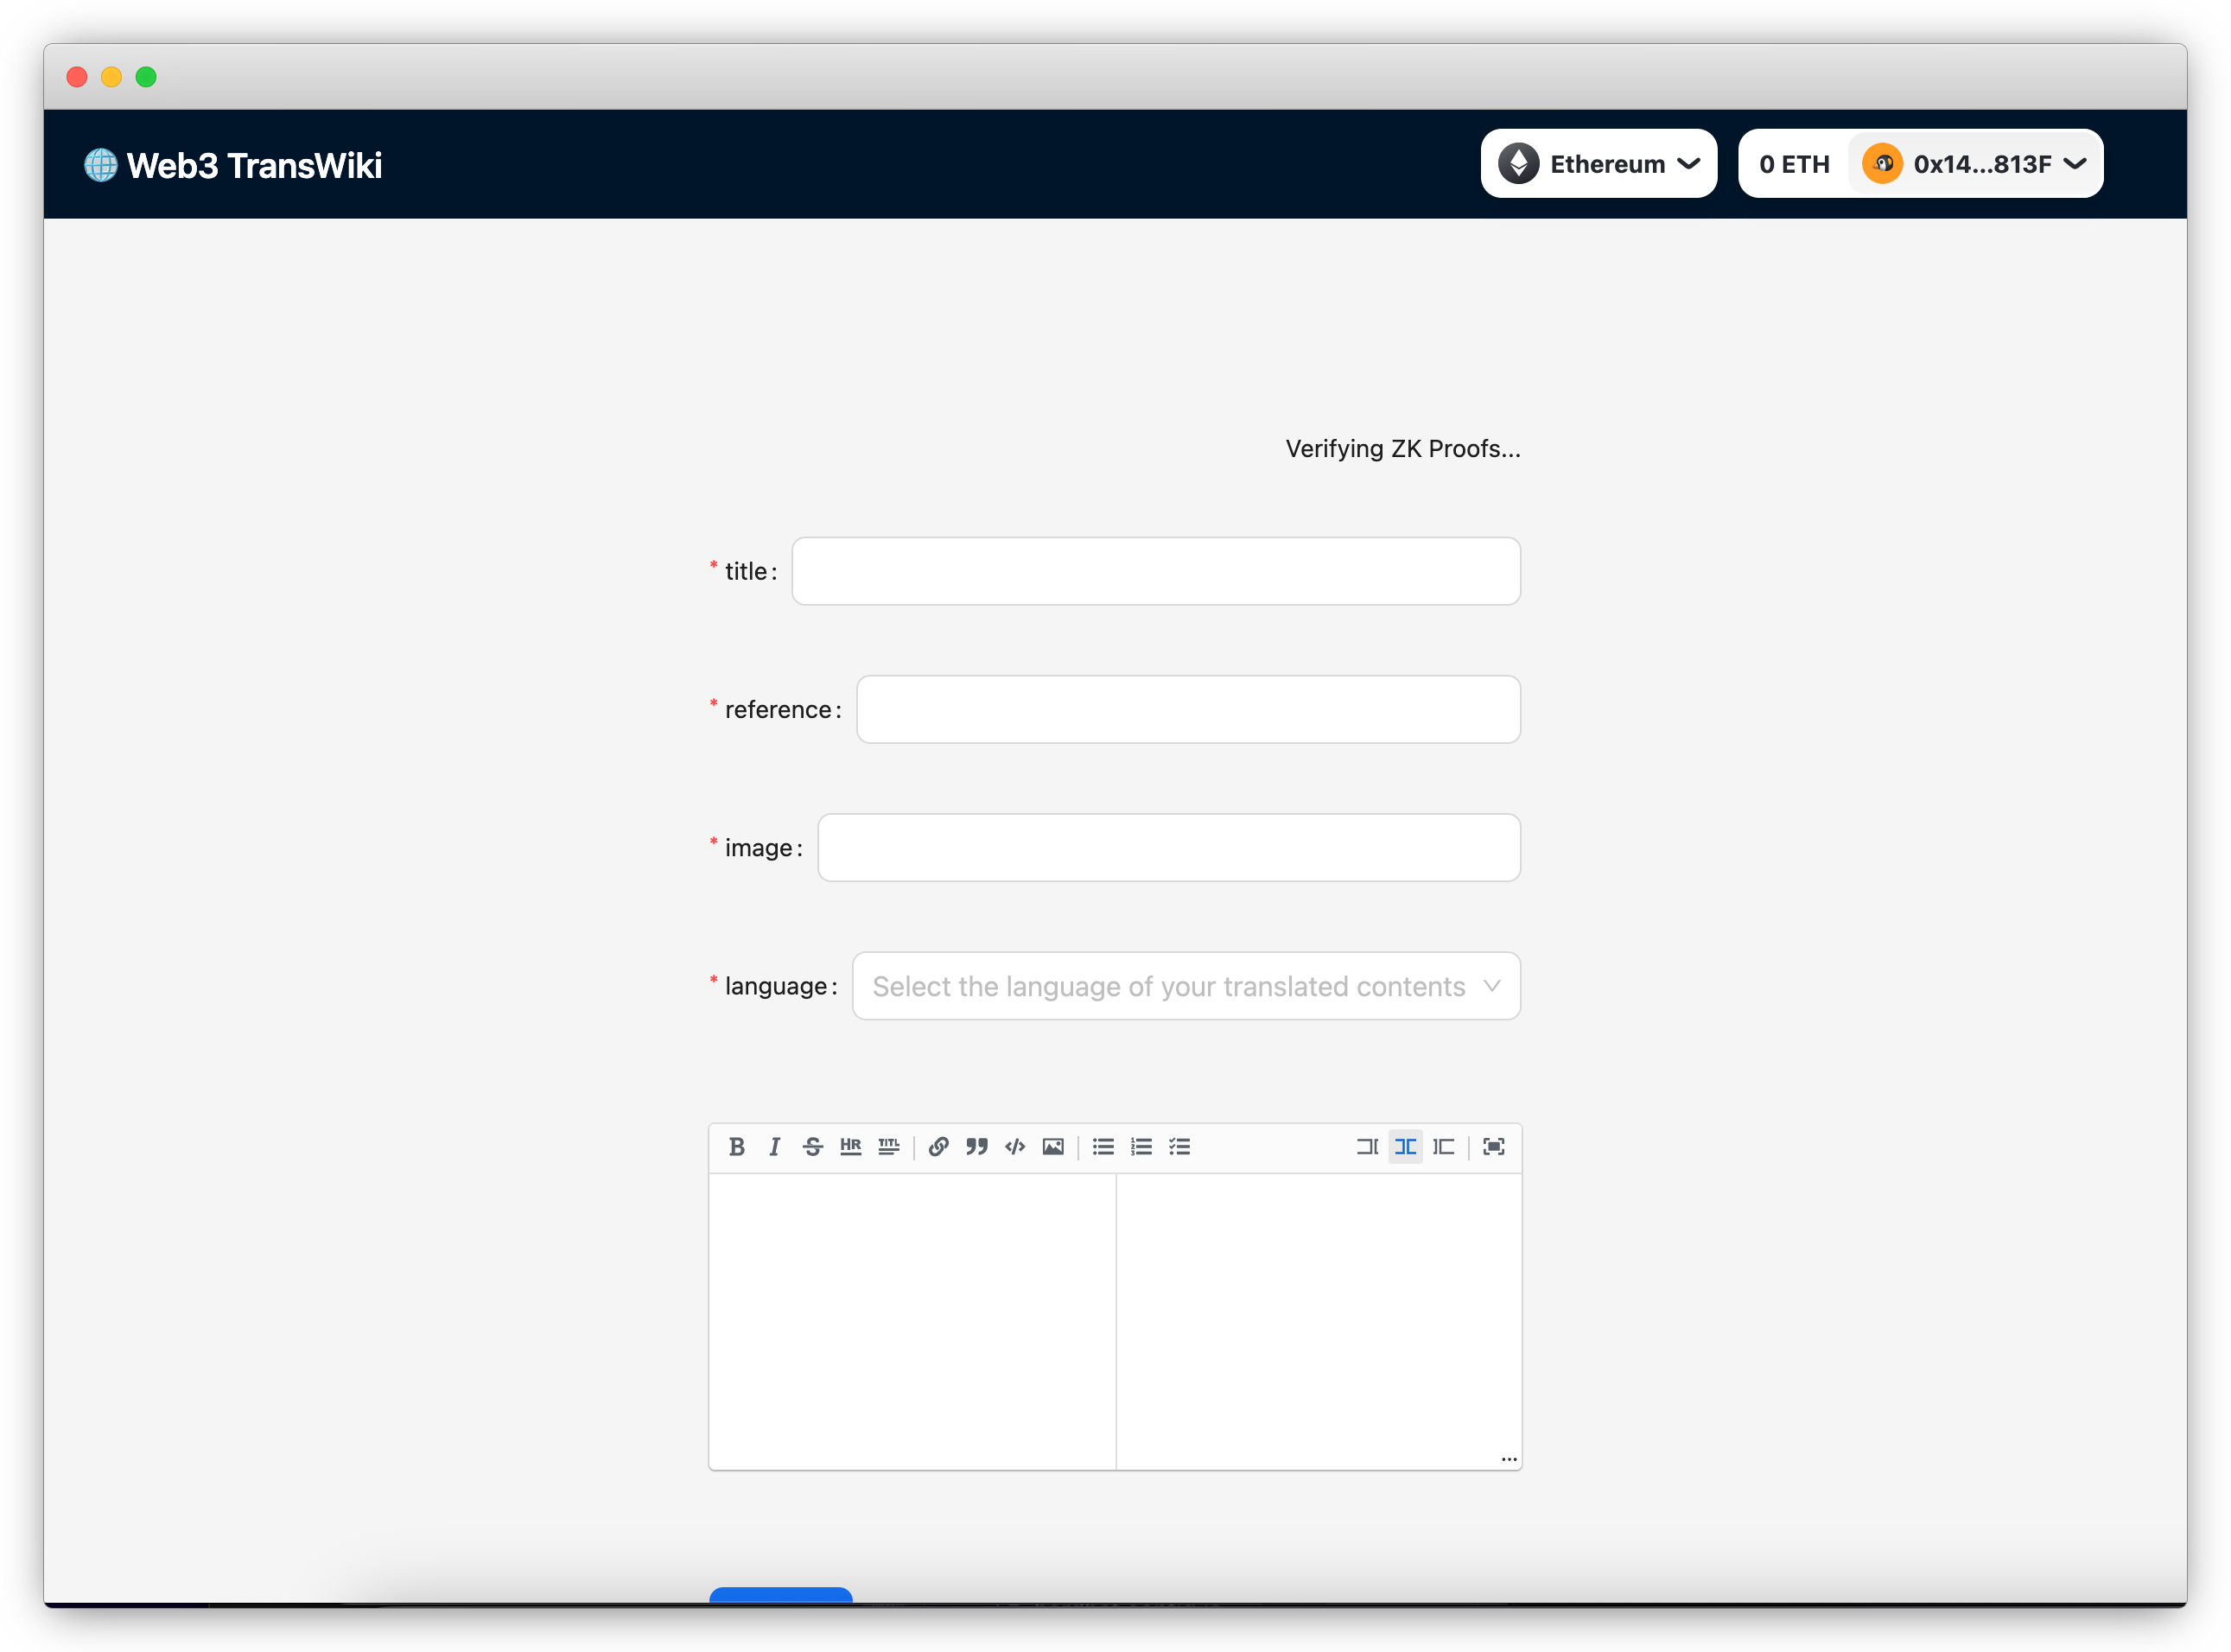 Web3 TransWiki
Ethereum
0 ETH
0x14...813F
Verifying ZK Proofs...
* title :
* reference :
* image :
* language :
Select the language of your translated contents
B I S HR TITL
...